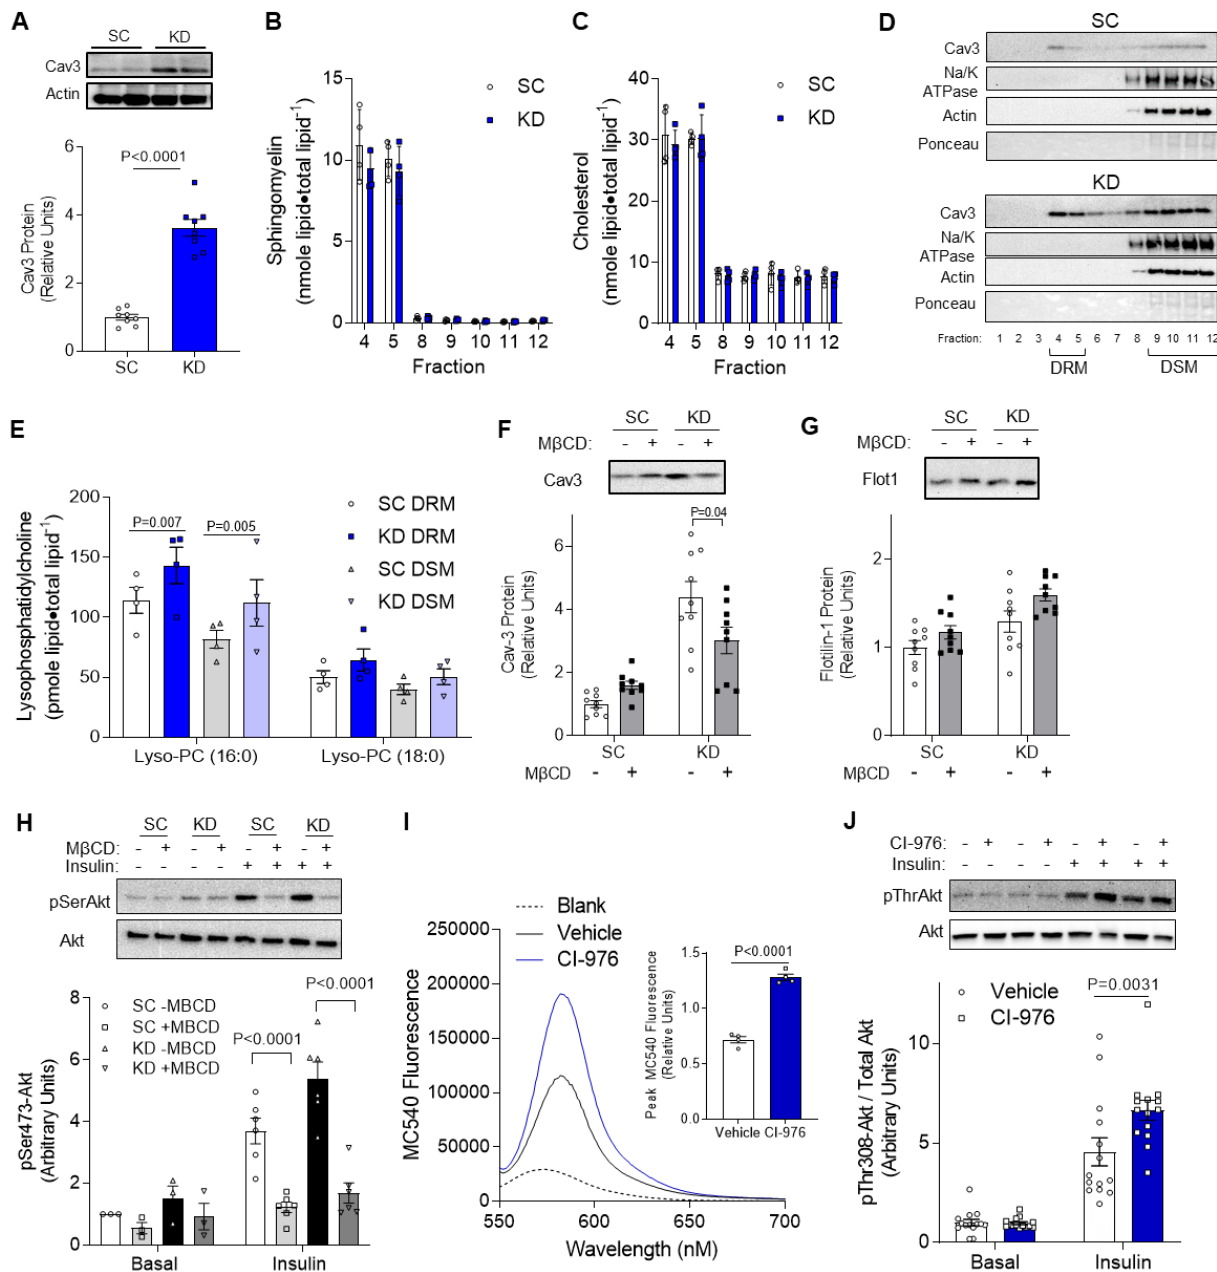 A
SC KD
Cav3
Actin
P<0.0001
Cav3 Protein
(Relative Units)
6
4
2
0
SC KD
B
Sphingomyelin
(nmole lipid•total lipid⁻¹)
15
10
5
0
SC
KD
4 5 8 9 10 11 12
Fraction
C
Cholesterol
(nmole lipid•total lipid⁻¹)
40
30
20
10
0
SC
KD
4 5 8 9 10 11 12
Fraction
D
SC
Cav3
Na/K
ATPase
Actin
Ponceau
KD
Cav3
Na/K
ATPase
Actin
Ponceau
Fraction: 1 2 3 4 5 6 7 8 9 10 11 12
DRM DSM
E
Lysophosphatidylcholine
(pmole lipid•total lipid⁻¹)
200
150
100
50
0
P=0.007
P=0.005
SC DRM
KD DRM
SC DSM
KD DSM
Lyso-PC (16:0) Lyso-PC (18:0)
F
SC KD
MβCD: - + - +
Cav3
P=0.04
Cav-3 Protein
(Relative Units)
6
4
2
0
SC KD
MβCD - + - +
G
SC KD
MβCD: - + - +
Flot1
Flotilin-1 Protein
(Relative Units)
2
1
0
SC KD
MβCD - + - +
H
SC KD SC KD
MβCD: - + - + - + - +
Insulin: - - - - + + + +
pSerAkt
Akt
pSer473-Akt
(Arbitrary Units)
8
6
4
2
0
SC -MBCD
SC +MBCD
KD -MBCD
KD +MBCD
P<0.0001
P<0.0001
Basal Insulin
I
Blank
Vehicle
CI-976
MC540 Fluorescence
250000
200000
150000
100000
50000
0
550 600 650 700
Wavelength (nM)
Peak MC540 Fluorescence
(Relative Units)
P<0.0001
1.5
1.0
0.5
0.0
Vehicle CI-976
J
CI-976: - + - + - + - +
Insulin: - - - - + + + +
pThrAkt
Akt
pThr308-Akt / Total Akt
(Arbitrary Units)
Vehicle
CI-976
P=0.0031
10
5
0
Basal Insulin